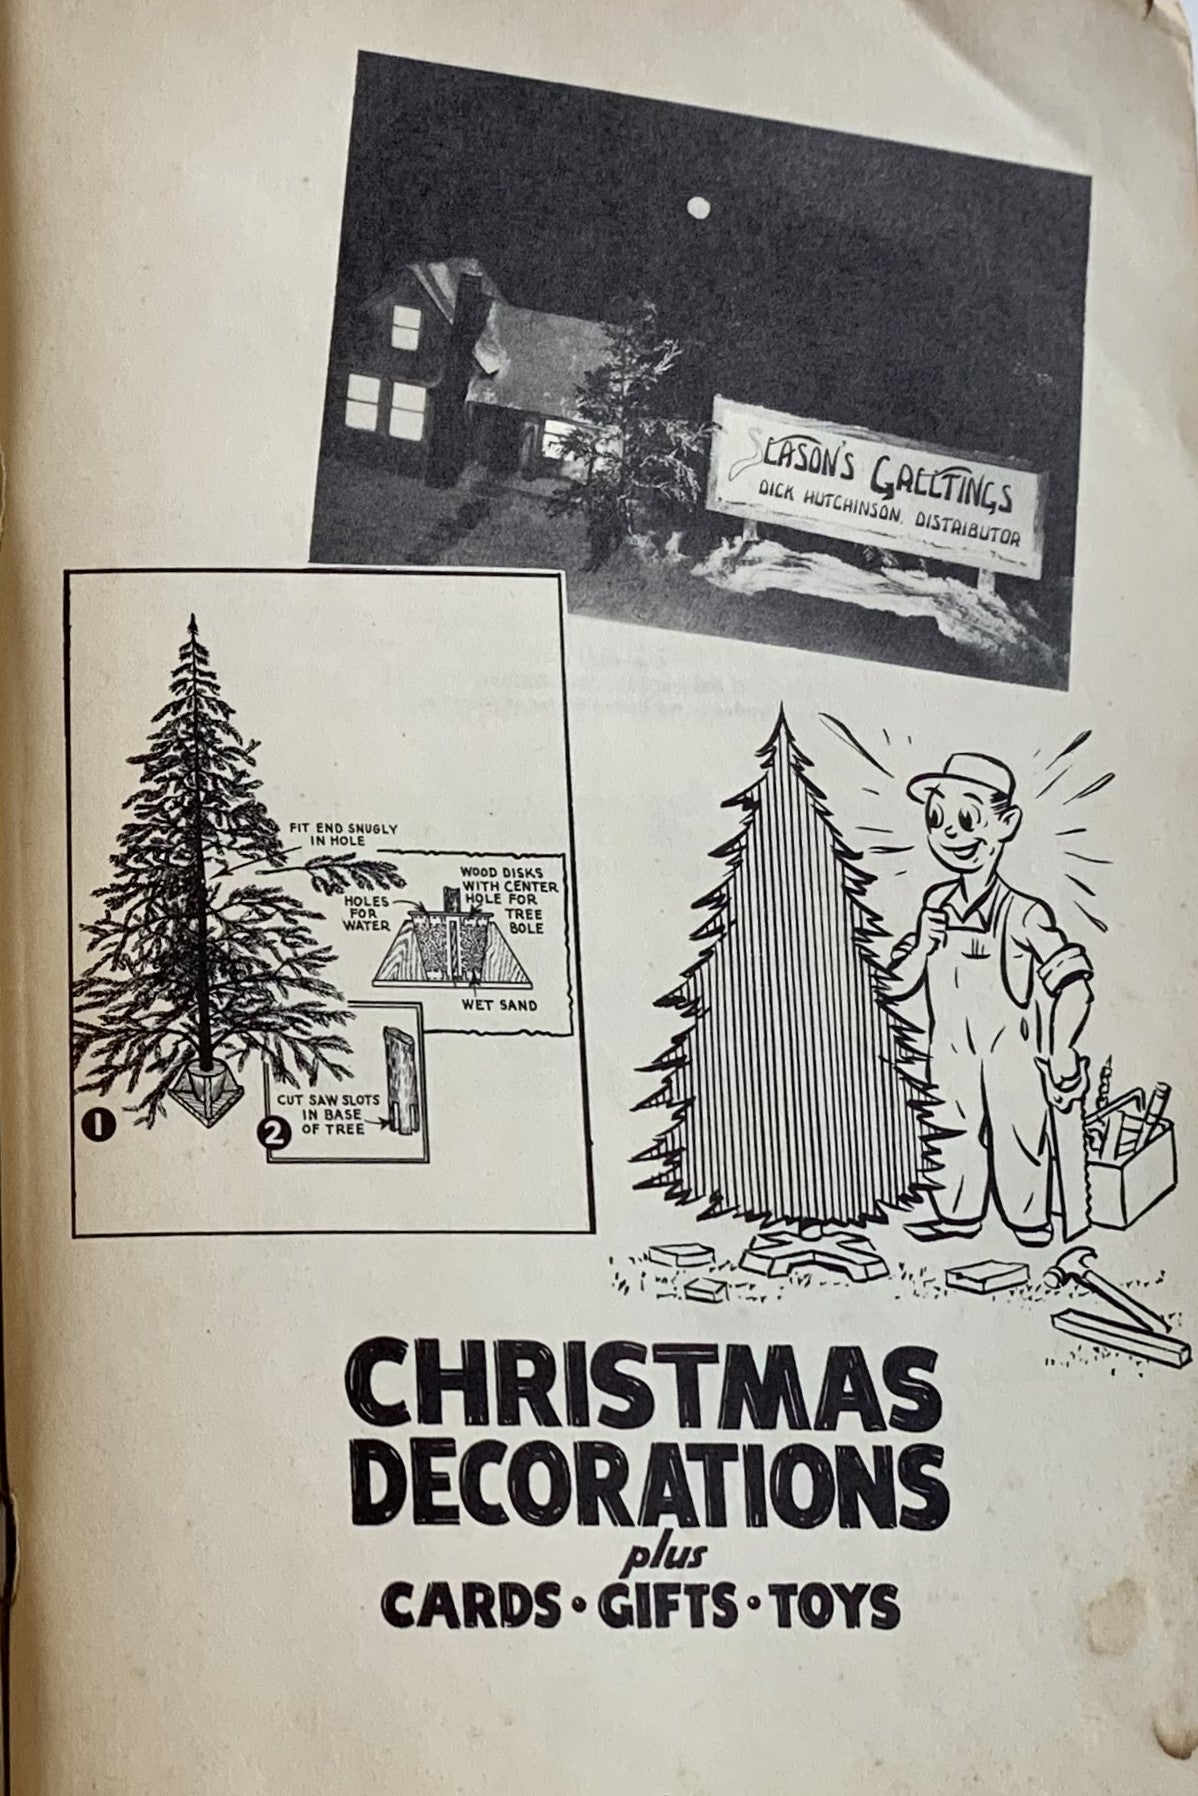 SEASON'S GREETINGS
DICK HUTCHINSON, DISTRIBUTOR
FIT END SNUGLY
IN HOLE
WOOD DISKS
WITH CENTER
HOLE FOR
TREE
BOLE
HOLES
FOR
WATER
WET SAND
1
2
CUT SAW SLOTS
IN BASE
OF TREE
CHRISTMAS
DECORATIONS
plus
CARDS • GIFTS • TOYS